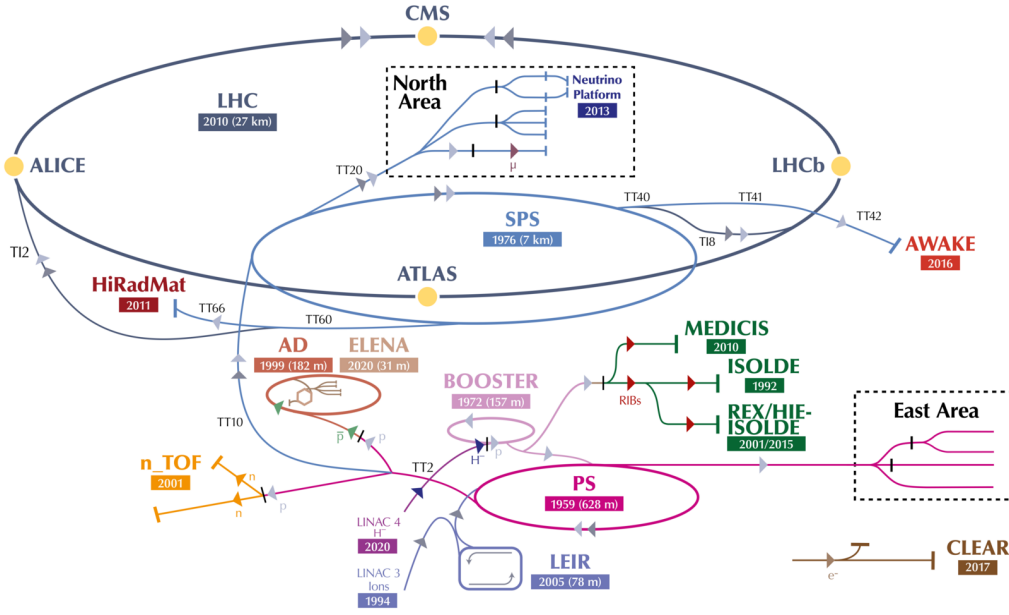 CMS
North
Area
Neutrino
Platform
2013
LHC
2010 (27 km)
μ
ALICE
LHCb
TT20
TT40
TT41
TT42
SPS
1976 (7 km)
TI8
TI2
AWAKE
2016
ATLAS
HiRadMat
2011
TT66
TT60
MEDICIS
2010
AD
1999 (182 m)
ELENA
2020 (31 m)
ISOLDE
1992
BOOSTER
1972 (157 m)
RIBs
REX/HIE-
ISOLDE
2001/2015
East Area
TT10
p̅
p
H⁻
p
n_TOF
2001
n
n
p
TT2
PS
1959 (628 m)
LINAC 4
H⁻
2020
LEIR
2005 (78 m)
LINAC 3
Ions
1994
CLEAR
2017
e⁻